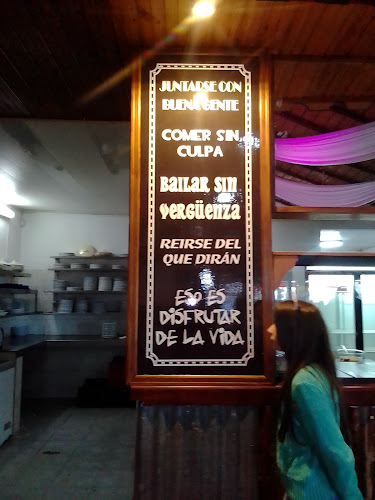 JUNTARSE CON
BUENA GENTE
COMER SIN
CULPA
BAILAR SIN
VERGÜENZA
REIRSE DEL
QUE DIRÁN
ESO ES
DISFRUTAR
DE LA VIDA